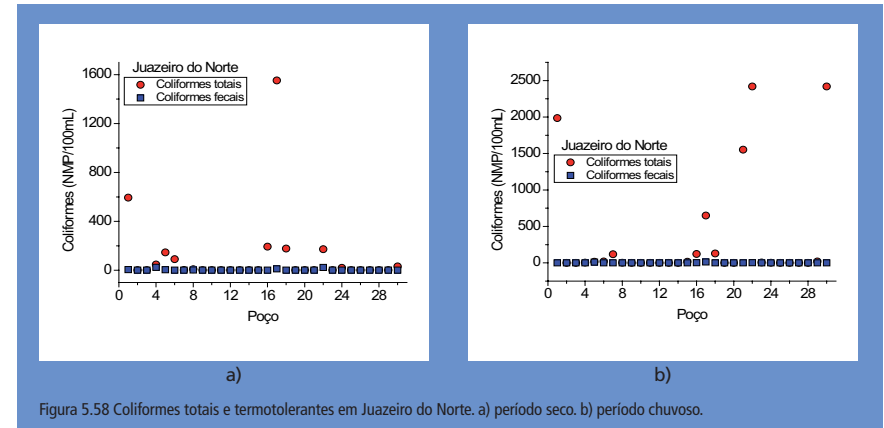 Juazeiro do Norte
Coliformes totais
Coliformes fecais
Coliformes (NMP/100mL)
1600
1200
800
400
0
0 4 8 12 16 20 24 28
Poço
a)
Juazeiro do Norte
Coliformes totais
Coliformes fecais
Coliformes (NMP/100mL)
2500
2000
1500
1000
500
0
0 4 8 12 16 20 24 28
Poço
b)
Figura 5.58 Coliformes totais e termotolerantes em Juazeiro do Norte. a) período seco. b) período chuvoso.